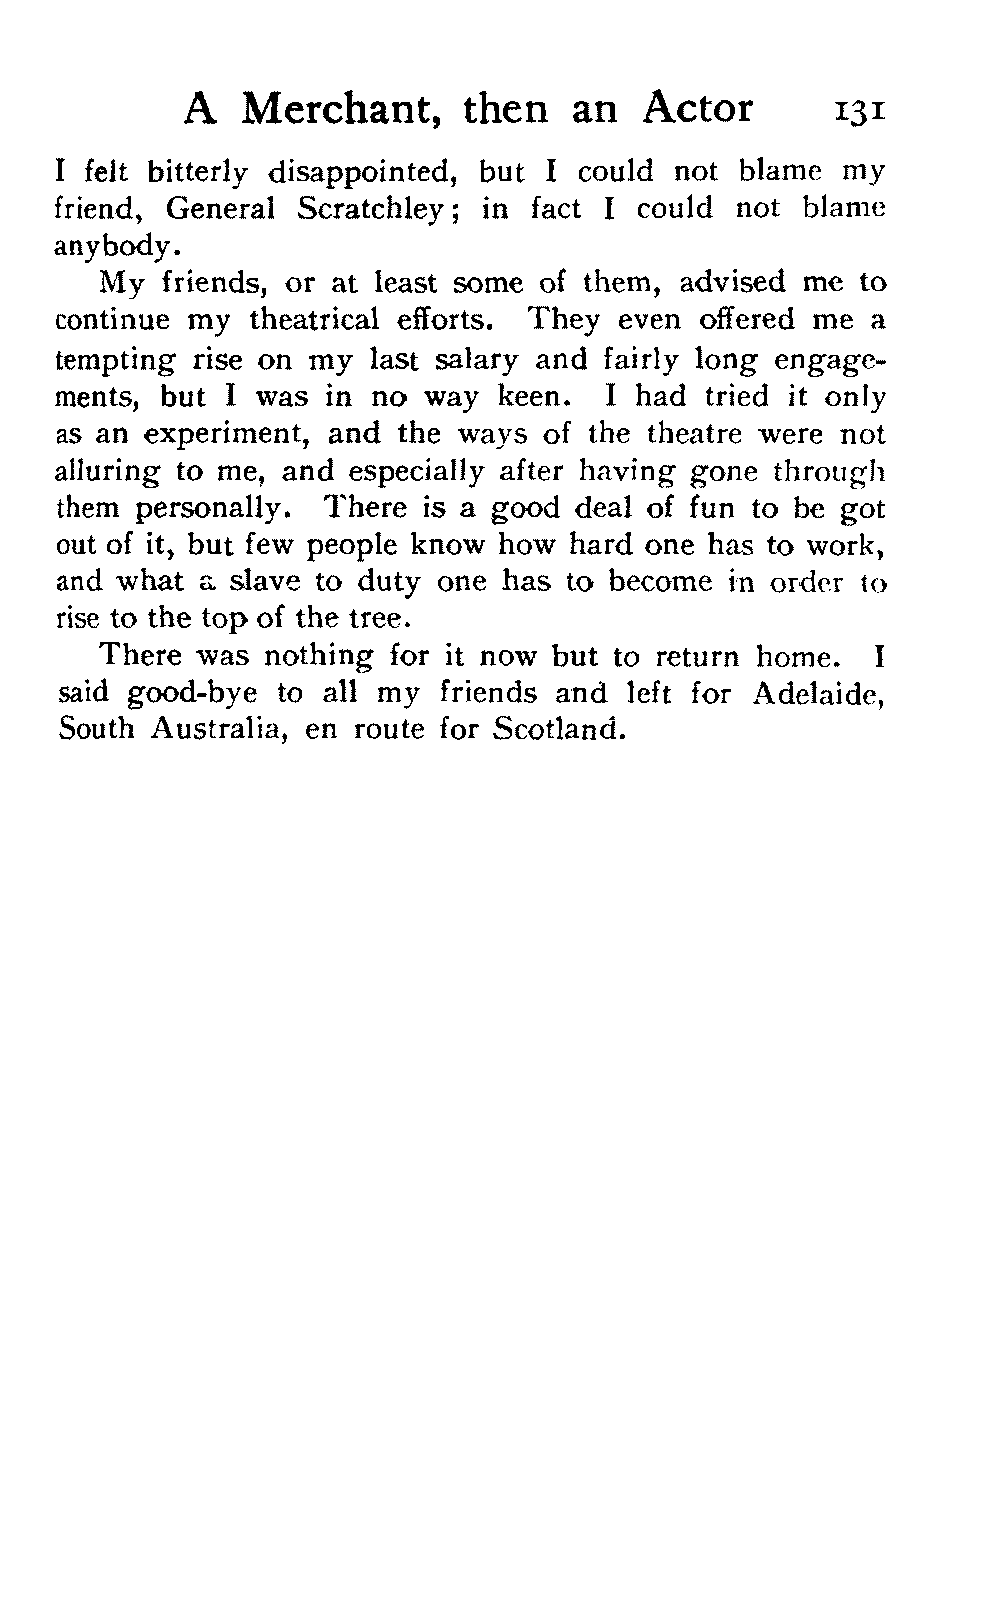 A Merchant, then an Actor 131
I felt bitterly disappointed, but I could not blame my
friend, General Scratchley; in fact I could not blame
anybody.
My friends, or at least some of them, advised me to
continue my theatrical efforts. They even offered me a
tempting rise on my last salary and fairly long engage-
ments, but I was in no way keen. I had tried it only
as an experiment, and the ways of the theatre were not
alluring to me, and especially after having gone through
them personally. There is a good deal of fun to be got
out of it, but few people know how hard one has to work,
and what a slave to duty one has to become in order to
rise to the top of the tree.
There was nothing for it now but to return home. I
said good-bye to all my friends and left for Adelaide,
South Australia, en route for Scotland.